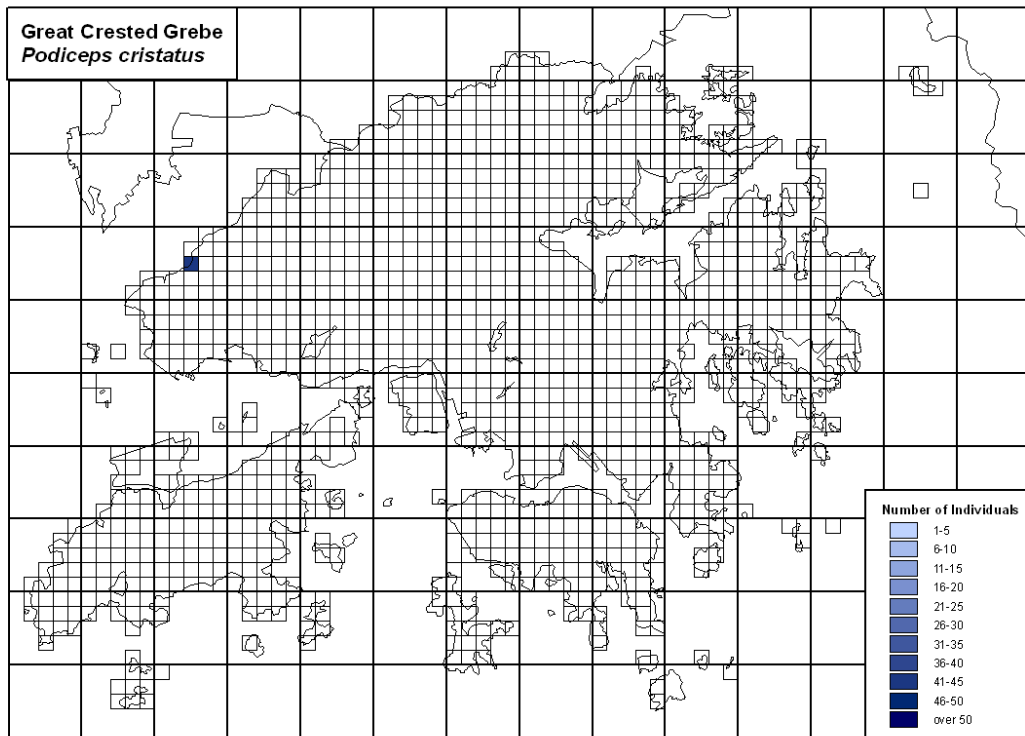 Great Crested Grebe
Podiceps cristatus
Number of Individuals
1-5
6-10
11-15
16-20
21-25
26-30
31-35
36-40
41-45
46-50
over 50